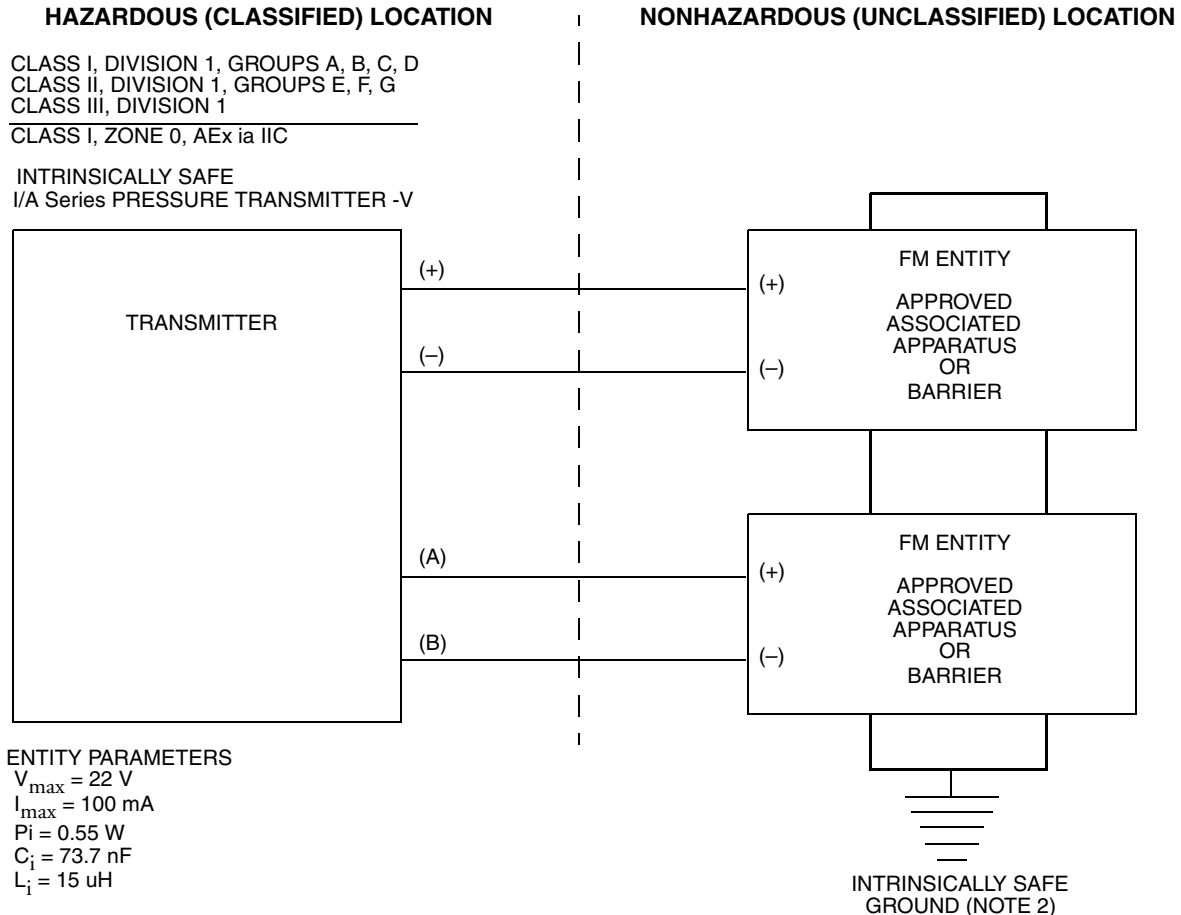 HAZARDOUS (CLASSIFIED) LOCATION
NONHAZARDOUS (UNCLASSIFIED) LOCATION
CLASS I, DIVISION 1, GROUPS A, B, C, D
CLASS II, DIVISION 1, GROUPS E, F, G
CLASS III, DIVISION 1
CLASS I, ZONE 0, AEx ia IIC
INTRINSICALLY SAFE
I/A Series PRESSURE TRANSMITTER -V
TRANSMITTER
(+)
(–)
(A)
(B)
(+)
(–)
FM ENTITY
APPROVED
ASSOCIATED
APPARATUS
OR
BARRIER
(+)
(–)
FM ENTITY
APPROVED
ASSOCIATED
APPARATUS
OR
BARRIER
ENTITY PARAMETERS
Vmax = 22 V
Imax = 100 mA
Pi = 0.55 W
Ci = 73.7 nF
Li = 15 uH
INTRINSICALLY SAFE
GROUND (NOTE 2)